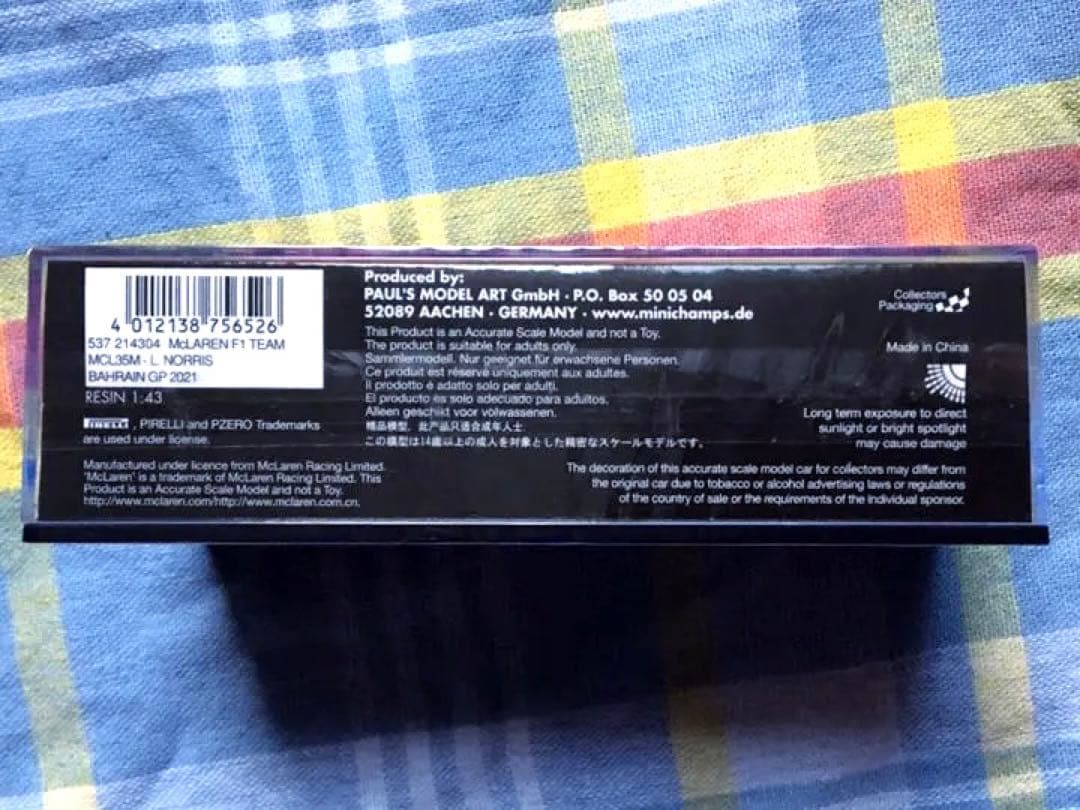 4 012138 756526
537 214304 McLAREN F1 TEAM
MCL35M - L. NORRIS
BAHRAIN GP 2021
RESIN 1:43
PIRELLI, PIRELLI and PZERO Trademarks
are used under license.
Manufactured under licence from McLaren Racing Limited.
"McLaren" is a trademark of McLaren Racing Limited. This
Product is an Accurate Scale Model and not a Toy.
http://www.mclaren.com/http://www.mclaren.com.cn.
Produced by:
PAUL'S MODEL ART GmbH · P.O. Box 50 05 04
52089 AACHEN · GERMANY · www.minichamps.de
This Product is an Accurate Scale Model and not a Toy.
The product is suitable for adults only.
Sammlermodell. Nur geeignet für erwachsene Personen.
Ce produit est réservé uniquement aux adultes.
Il prodotto è adatto solo per adulti.
El producto es solo adecuado para adultos.
Alleen geschikt voor volwassenen.
精品模型，此产品只适合成年人士
この模型は14歳以上の成人を対象とした精密なスケールモデルです。
Collectors
Packaging
Made in China
Long term exposure to direct
sunlight or bright spotlight
may cause damage
The decoration of this accurate scale model car for collectors may differ from
the original car due to tobacco or alcohol advertising laws or regulations
of the country of sale or the requirements of the individual sponsor.